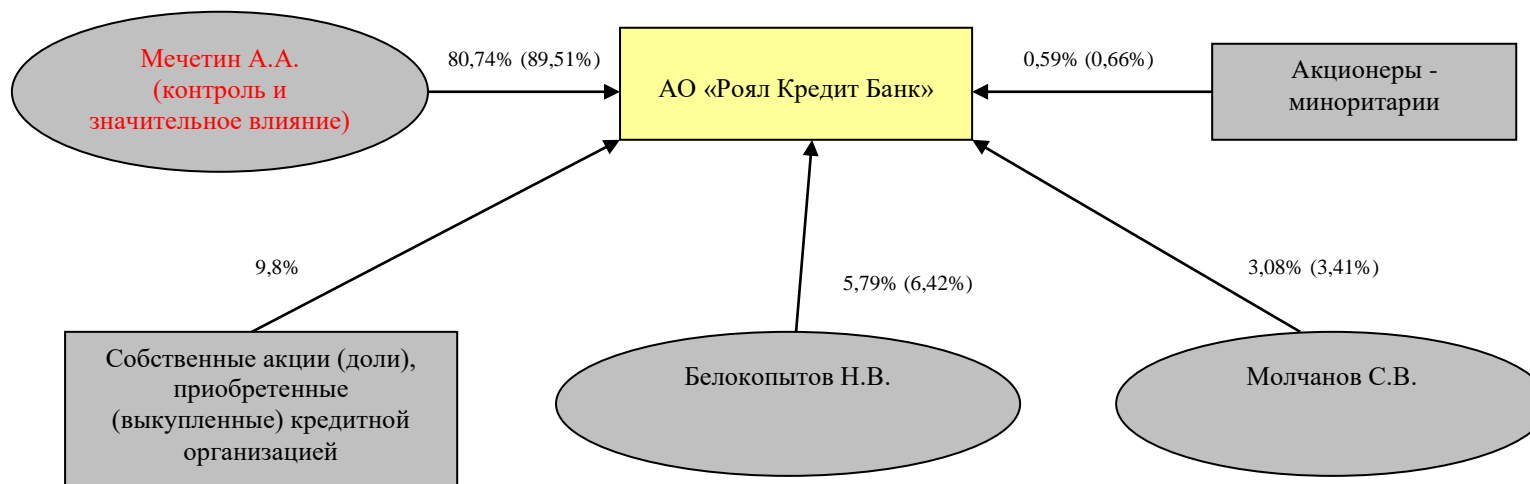 Мечетин А.А.
(контроль и
значительное влияние)
80,74% (89,51%)
АО «Роял Кредит Банк»
0,59% (0,66%)
Акционеры -
миноритарии
9,8%
5,79% (6,42%)
3,08% (3,41%)
Собственные акции (доли),
приобретенные
(выкупленные) кредитной
организацией
Белокопытов Н.В.
Молчанов С.В.